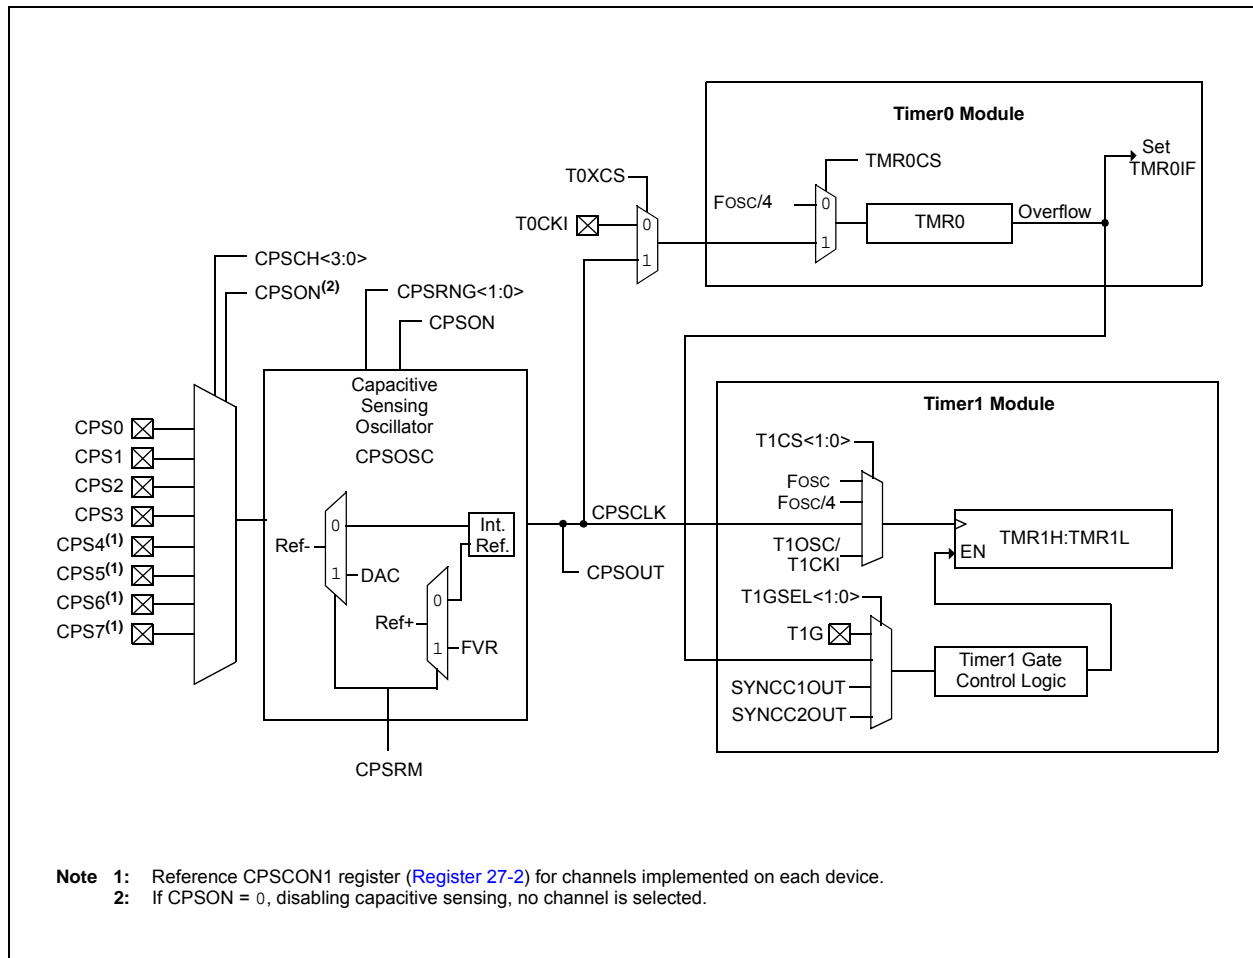 Timer0 Module
TMR0CS
Set
TMR0IF
T0XCS
FOSC/4
0
1
TMR0
Overflow
T0CKI
0
1
CPSCH<3:0>
CPSON(2)
CPSRNG<1:0>
CPSON
Capacitive
Sensing
Oscillator
CPSOSC
CPS0
CPS1
CPS2
CPS3
CPS4(1)
CPS5(1)
CPS6(1)
CPS7(1)
Ref-
0
1
DAC
Int.
Ref.
Ref+
0
1
FVR
CPSRM
CPSCLK
CPSOUT
Timer1 Module
T1CS<1:0>
FOSC
FOSC/4
T1OSC/
T1CKI
EN
TMR1H:TMR1L
T1GSEL<1:0>
T1G
SYNCC1OUT
SYNCC2OUT
Timer1 Gate
Control Logic
Note 1: Reference CPSCON1 register (Register 27-2) for channels implemented on each device.
2: If CPSON = 0, disabling capacitive sensing, no channel is selected.